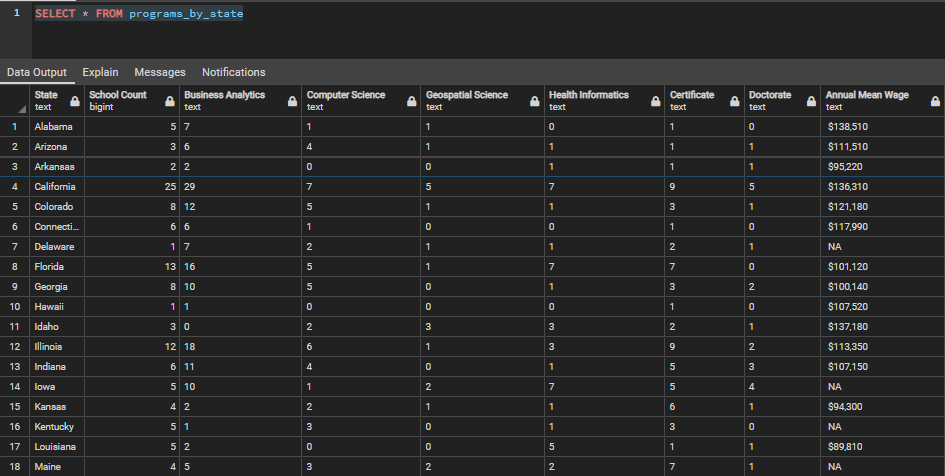 1 SELECT * FROM programs_by_state
Data Output Explain Messages Notifications
State text School Count bigint Business Analytics text Computer Science text Geospatial Science text Health Informatics text Certificate text Doctorate text Annual Mean Wage text
1 Alabama 5 7 1 1 0 1 0 $138,510
2 Arizona 3 6 4 1 1 1 1 $111,510
3 Arkansas 2 2 0 0 1 1 1 $95,220
4 California 25 29 7 5 7 9 5 $136,310
5 Colorado 8 12 5 1 1 3 1 $121,180
6 Connecti... 6 6 1 0 0 1 0 $117,990
7 Delaware 1 7 2 1 1 2 1 NA
8 Florida 13 16 5 1 7 7 0 $101,120
9 Georgia 8 10 5 0 1 3 2 $100,140
10 Hawaii 1 1 0 0 0 1 0 $107,520
11 Idaho 3 0 2 3 3 2 1 $137,180
12 Illinois 12 18 6 1 3 9 2 $113,350
13 Indiana 6 11 4 0 1 5 3 $107,150
14 Iowa 5 10 1 2 7 5 4 NA
15 Kansas 4 2 2 1 1 6 1 $94,300
16 Kentucky 5 1 3 0 1 3 0 NA
17 Louisiana 5 2 0 0 5 1 1 $89,810
18 Maine 4 5 3 2 2 7 1 NA